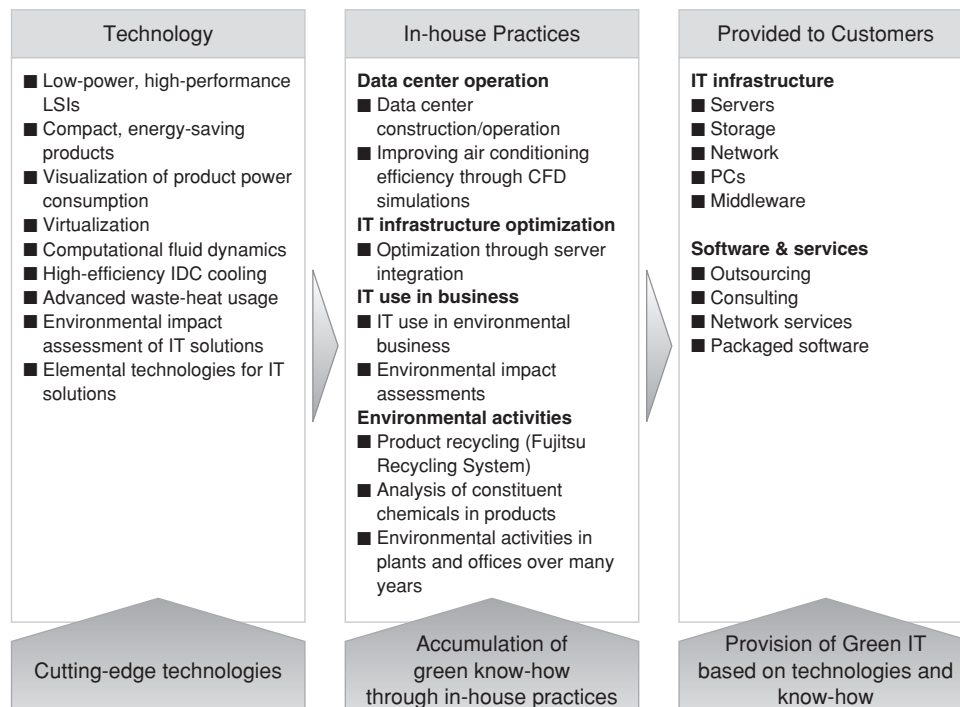 Technology
■ Low-power, high-performance
LSIs
■ Compact, energy-saving
products
■ Visualization of product power
consumption
■ Virtualization
■ Computational fluid dynamics
■ High-efficiency IDC cooling
■ Advanced waste-heat usage
■ Environmental impact
assessment of IT solutions
■ Elemental technologies for IT
solutions
Cutting-edge technologies
In-house Practices
Data center operation
■ Data center
construction/operation
■ Improving air conditioning
efficiency through CFD
simulations
IT infrastructure optimization
■ Optimization through server
integration
IT use in business
■ IT use in environmental
business
■ Environmental impact
assessments
Environmental activities
■ Product recycling (Fujitsu
Recycling System)
■ Analysis of constituent
chemicals in products
■ Environmental activities in
plants and offices over many
years
Accumulation of
green know-how
through in-house practices
Provided to Customers
IT infrastructure
■ Servers
■ Storage
■ Network
■ PCs
■ Middleware
Software & services
■ Outsourcing
■ Consulting
■ Network services
■ Packaged software
Provision of Green IT
based on technologies and
know-how